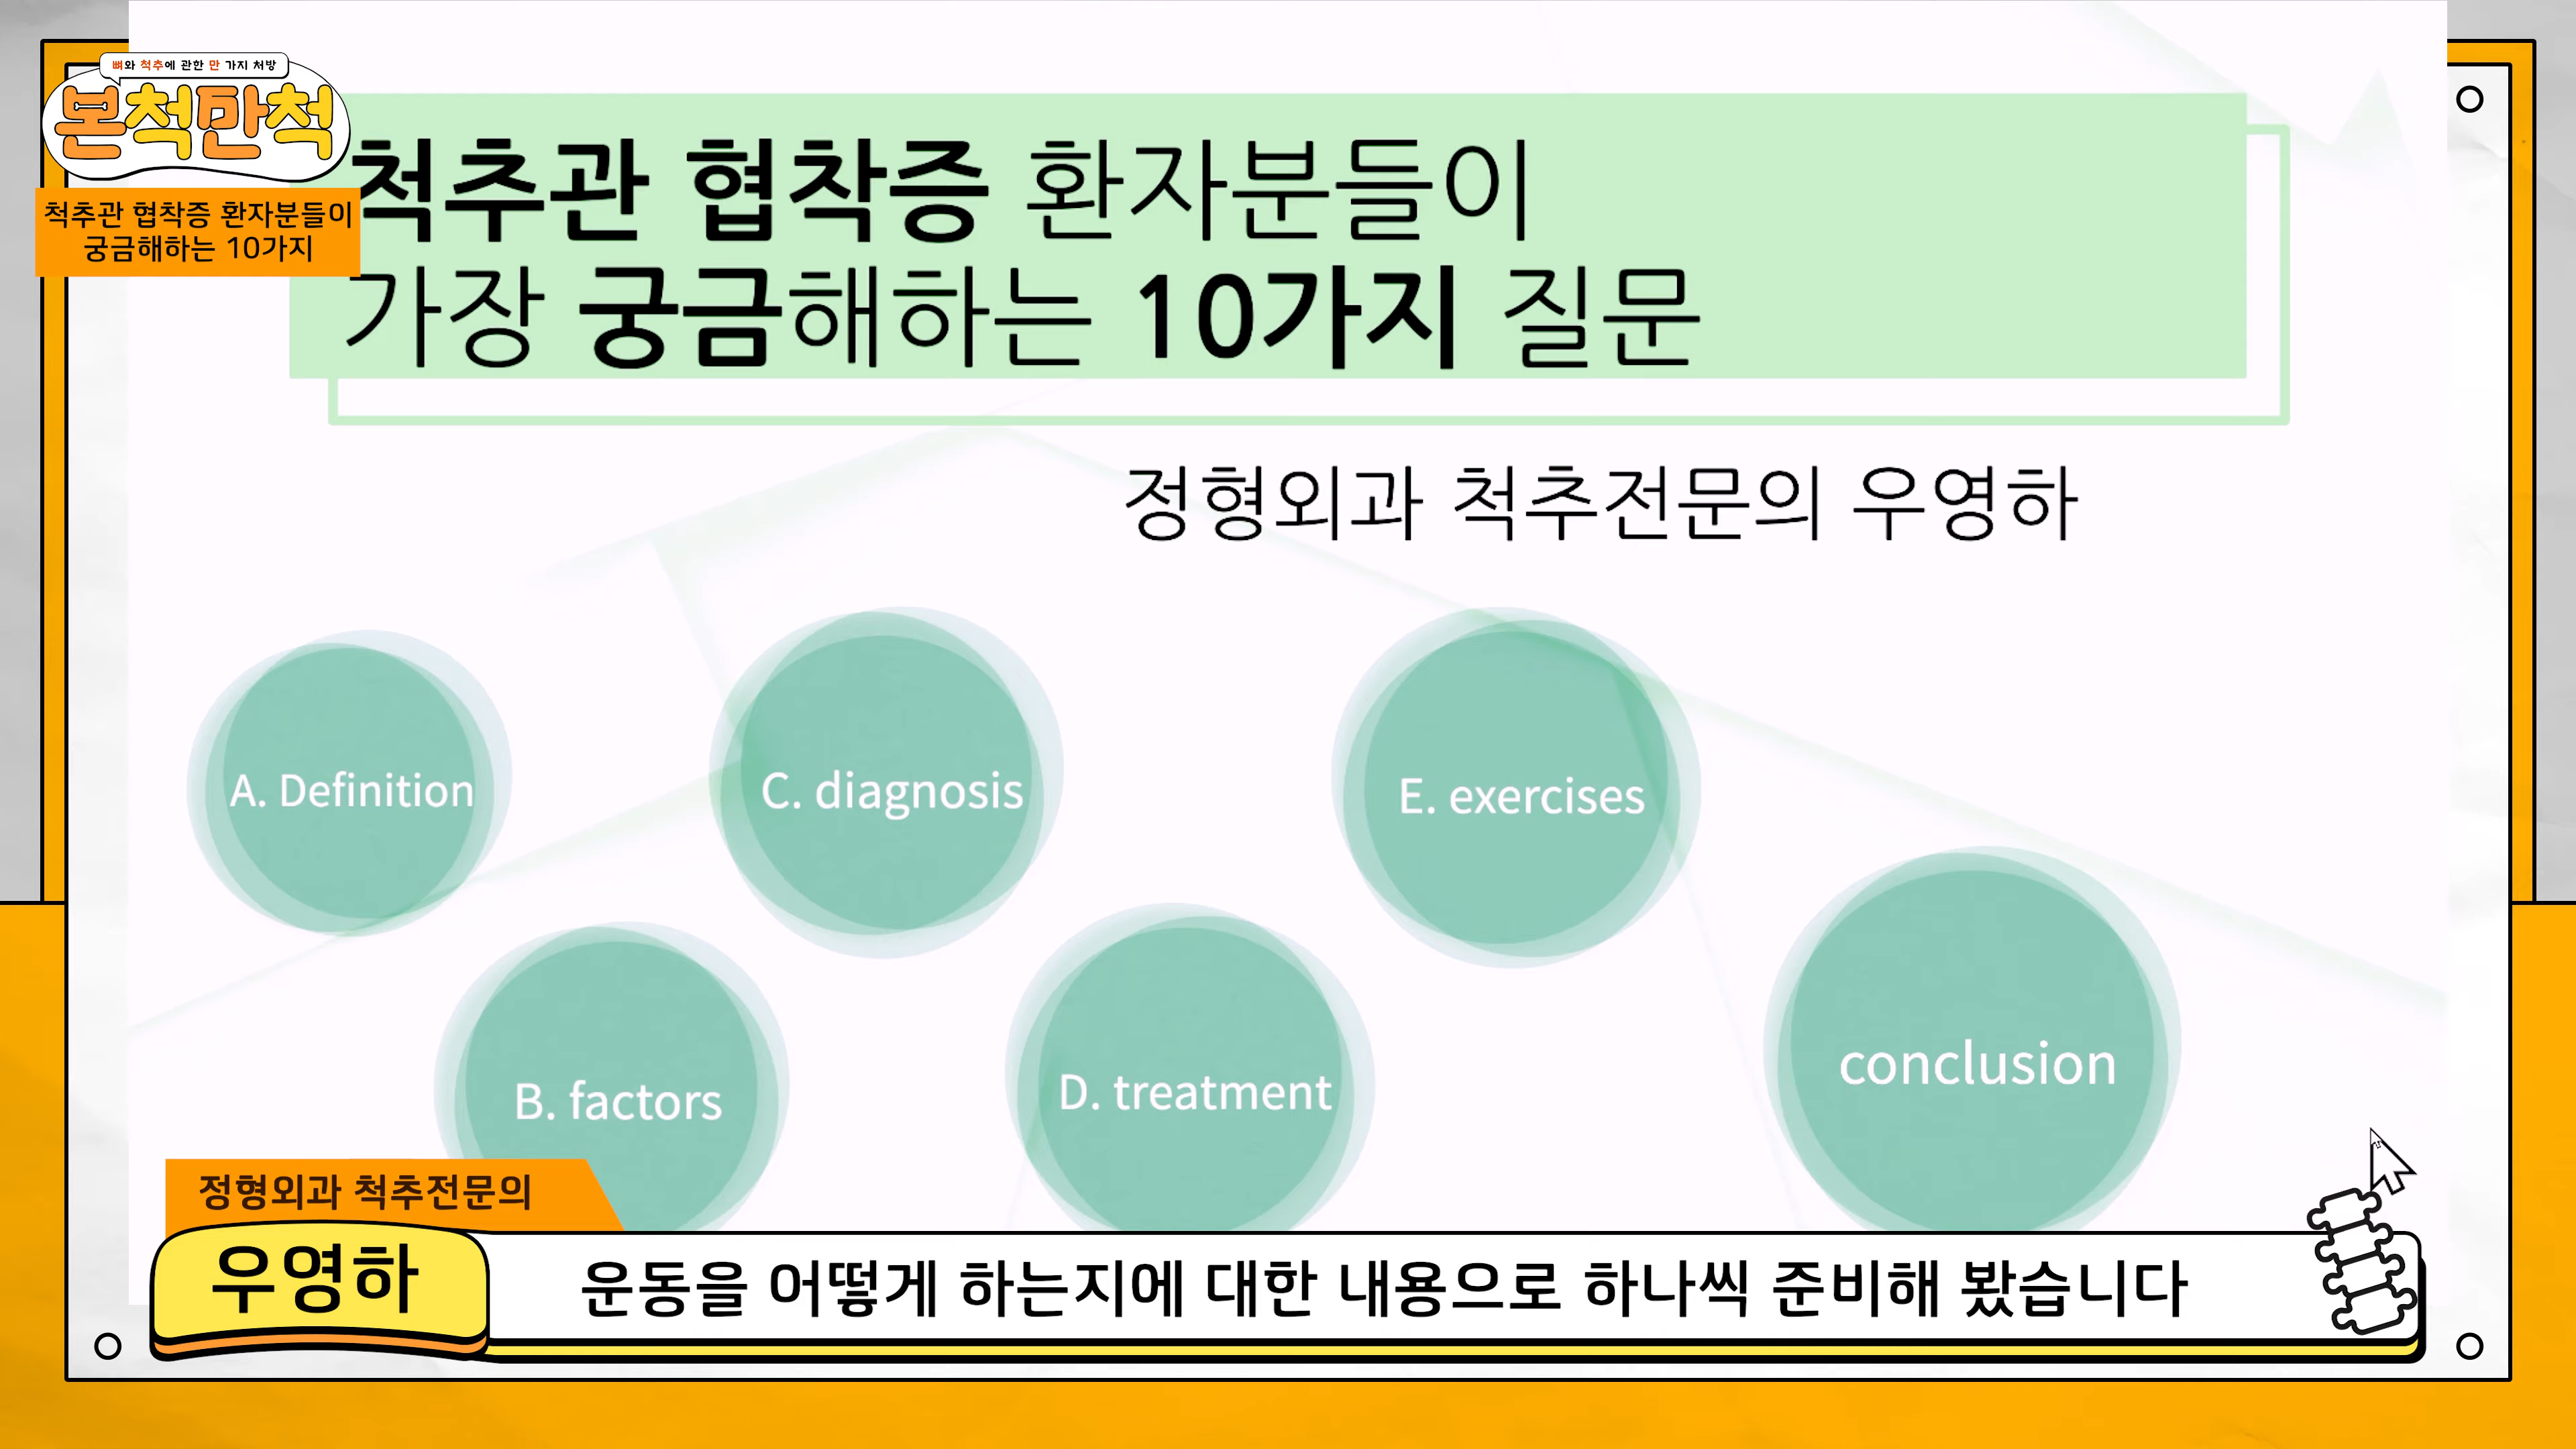 뼈와 척추에 관한 만 가지 처방
본척만척
척추관 협착증 환자분들이
궁금해하는 10가지
척추관 협착증 환자분들이
가장 궁금해하는 10가지 질문
정형외과 척추전문의 우영하
A. Definition
C. diagnosis
E. exercises
B. factors
D. treatment
conclusion
정형외과 척추전문의
우영하
운동을 어떻게 하는지에 대한 내용으로 하나씩 준비해 봤습니다